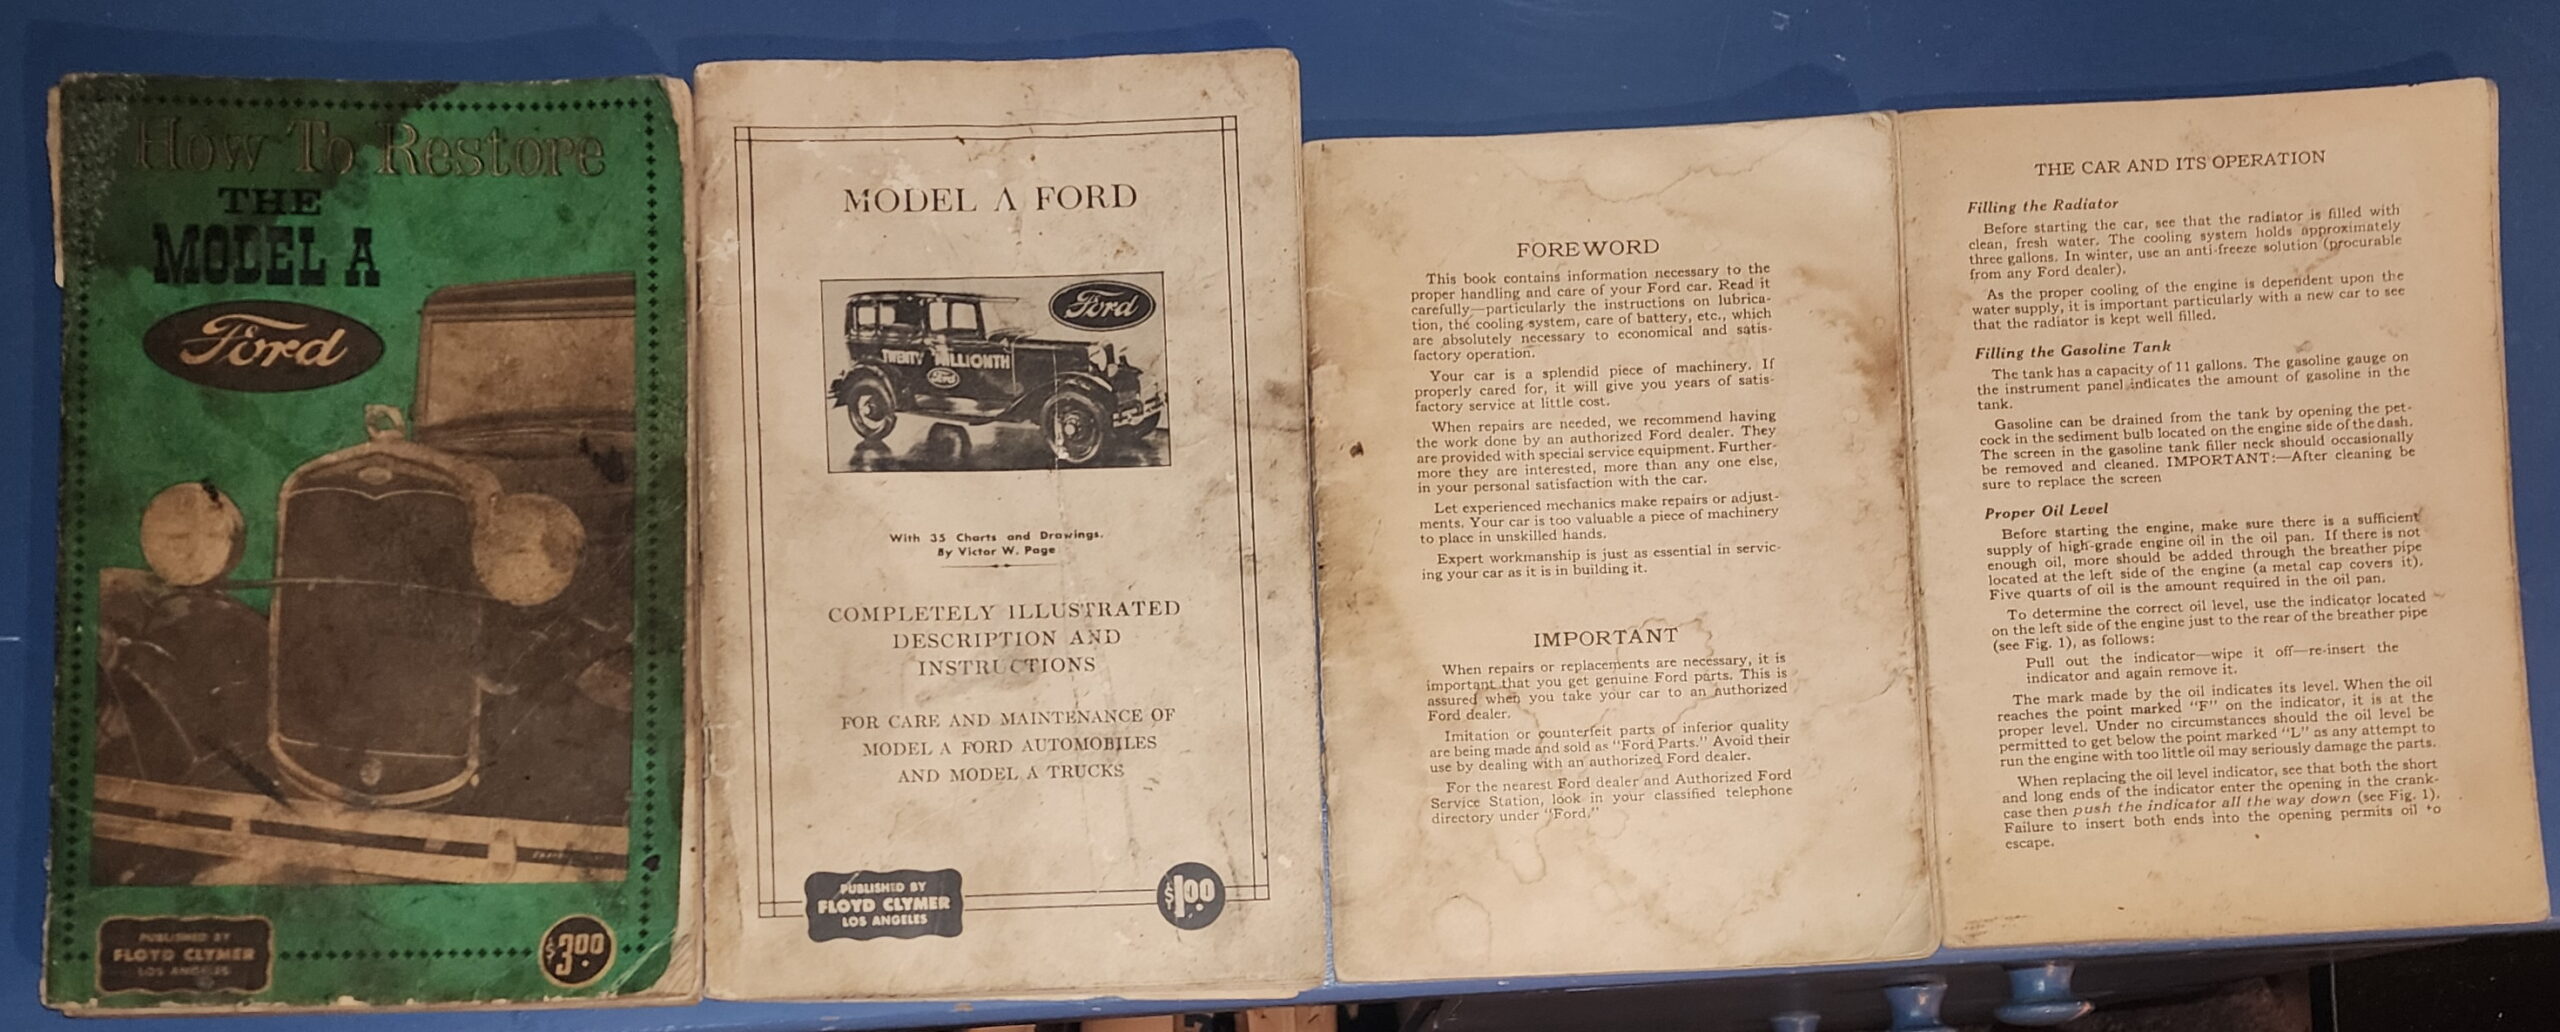 How To Restore
THE
MODEL A
Ford
PUBLISHED BY
FLOYD CLYMER
LOS ANGELES
$3.00
MODEL A FORD
Ford
TWENTY MILLIONTH
Ford
With 35 Charts and Drawings.
By Victor W. Page
COMPLETELY ILLUSTRATED
DESCRIPTION AND
INSTRUCTIONS
FOR CARE AND MAINTENANCE OF
MODEL A FORD AUTOMOBILES
AND MODEL A TRUCKS
PUBLISHED BY
FLOYD CLYMER
LOS ANGELES
$1.00
FOREWORD
This book contains information necessary to the
proper handling and care of your Ford car. Read it
carefully—particularly the instructions on lubrica-
tion, the cooling system, care of battery, etc., which
are absolutely necessary to economical and satis-
factory operation.
Your car is a splendid piece of machinery. If
properly cared for, it will give you years of satis-
factory service at little cost.
When repairs are needed, we recommend having
the work done by an authorized Ford dealer. They
are provided with special service equipment. Further-
more they are interested, more than any one else,
in your personal satisfaction with the car.
Let experienced mechanics make repairs or adjust-
ments. Your car is too valuable a piece of machinery
to place in unskilled hands.
Expert workmanship is just as essential in servic-
ing your car as it is in building it.
IMPORTANT
When repairs or replacements are necessary, it is
important that you get genuine Ford parts. This is
assured when you take your car to an authorized
Ford dealer.
Imitation or counterfeit parts of inferior quality
are being made and sold as "Ford Parts." Avoid their
use by dealing with an authorized Ford dealer.
For the nearest Ford dealer and Authorized Ford
Service Station, look in your classified telephone
directory under "Ford."
THE CAR AND ITS OPERATION
Filling the Radiator
Before starting the car, see that the radiator is filled with
clean, fresh water. The cooling system holds approximately
three gallons. In winter, use an anti-freeze solution (procurable
from any Ford dealer).
As the proper cooling of the engine is dependent upon the
water supply, it is important particularly with a new car to see
that the radiator is kept well filled.
Filling the Gasoline Tank
The tank has a capacity of 11 gallons. The gasoline gauge on
the instrument panel indicates the amount of gasoline in the
tank.
Gasoline can be drained from the tank by opening the pet-
cock in the sediment bulb located on the engine side of the dash.
The screen in the gasoline tank filler neck should occasionally
be removed and cleaned. IMPORTANT:—After cleaning be
sure to replace the screen
Proper Oil Level
Before starting the engine, make sure there is a sufficient
supply of high-grade engine oil in the oil pan. If there is not
enough oil, more should be added through the breather pipe
located at the left side of the engine (a metal cap covers it).
Five quarts of oil is the amount required in the oil pan.
To determine the correct oil level, use the indicator located
on the left side of the engine just to the rear of the breather pipe
(see Fig. 1), as follows:
Pull out the indicator—wipe it off—re-insert the
indicator and again remove it.
The mark made by the oil indicates its level. When the oil
reaches the point marked "F" on the indicator, it is at the
proper level. Under no circumstances should the oil level be
permitted to get below the point marked "L" as any attempt to
run the engine with too little oil may seriously damage the parts.
When replacing the oil level indicator, see that both the short
and long ends of the indicator enter the opening in the crank-
case then push the indicator all the way down (see Fig. 1).
Failure to insert both ends into the opening permits oil to
escape.